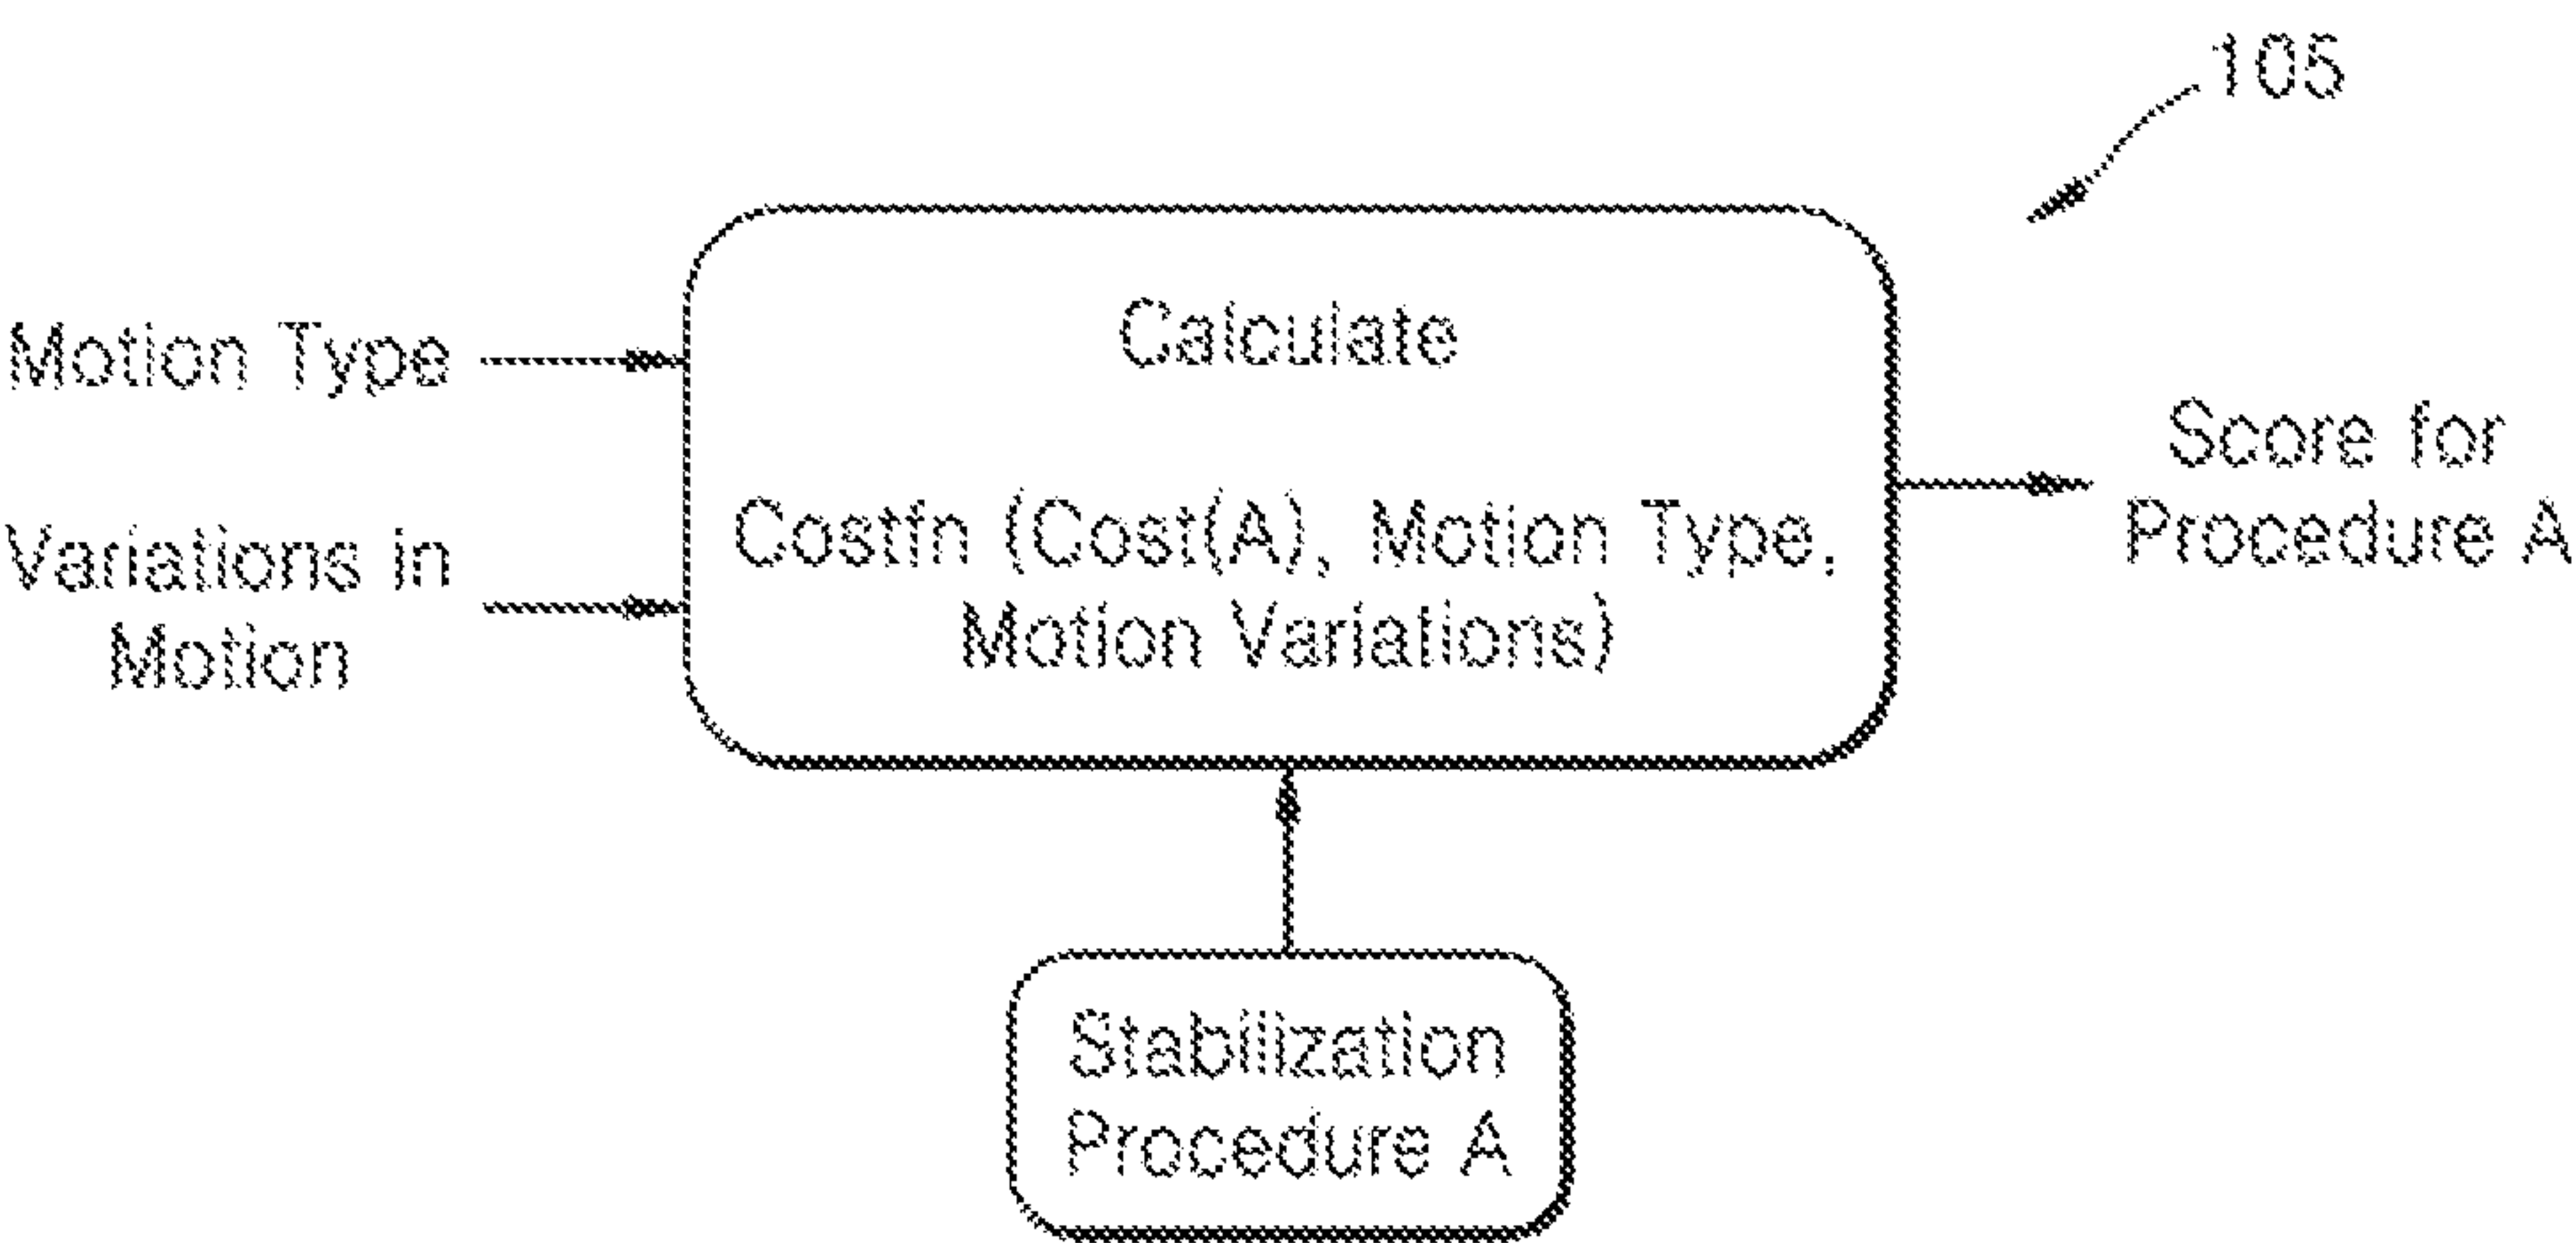 105
Motion Type
Variations in
Motion
Calculate
Costfn (Cost(A), Motion Type,
Motion Variations)
Score for
Procedure A
Stabilization
Procedure A